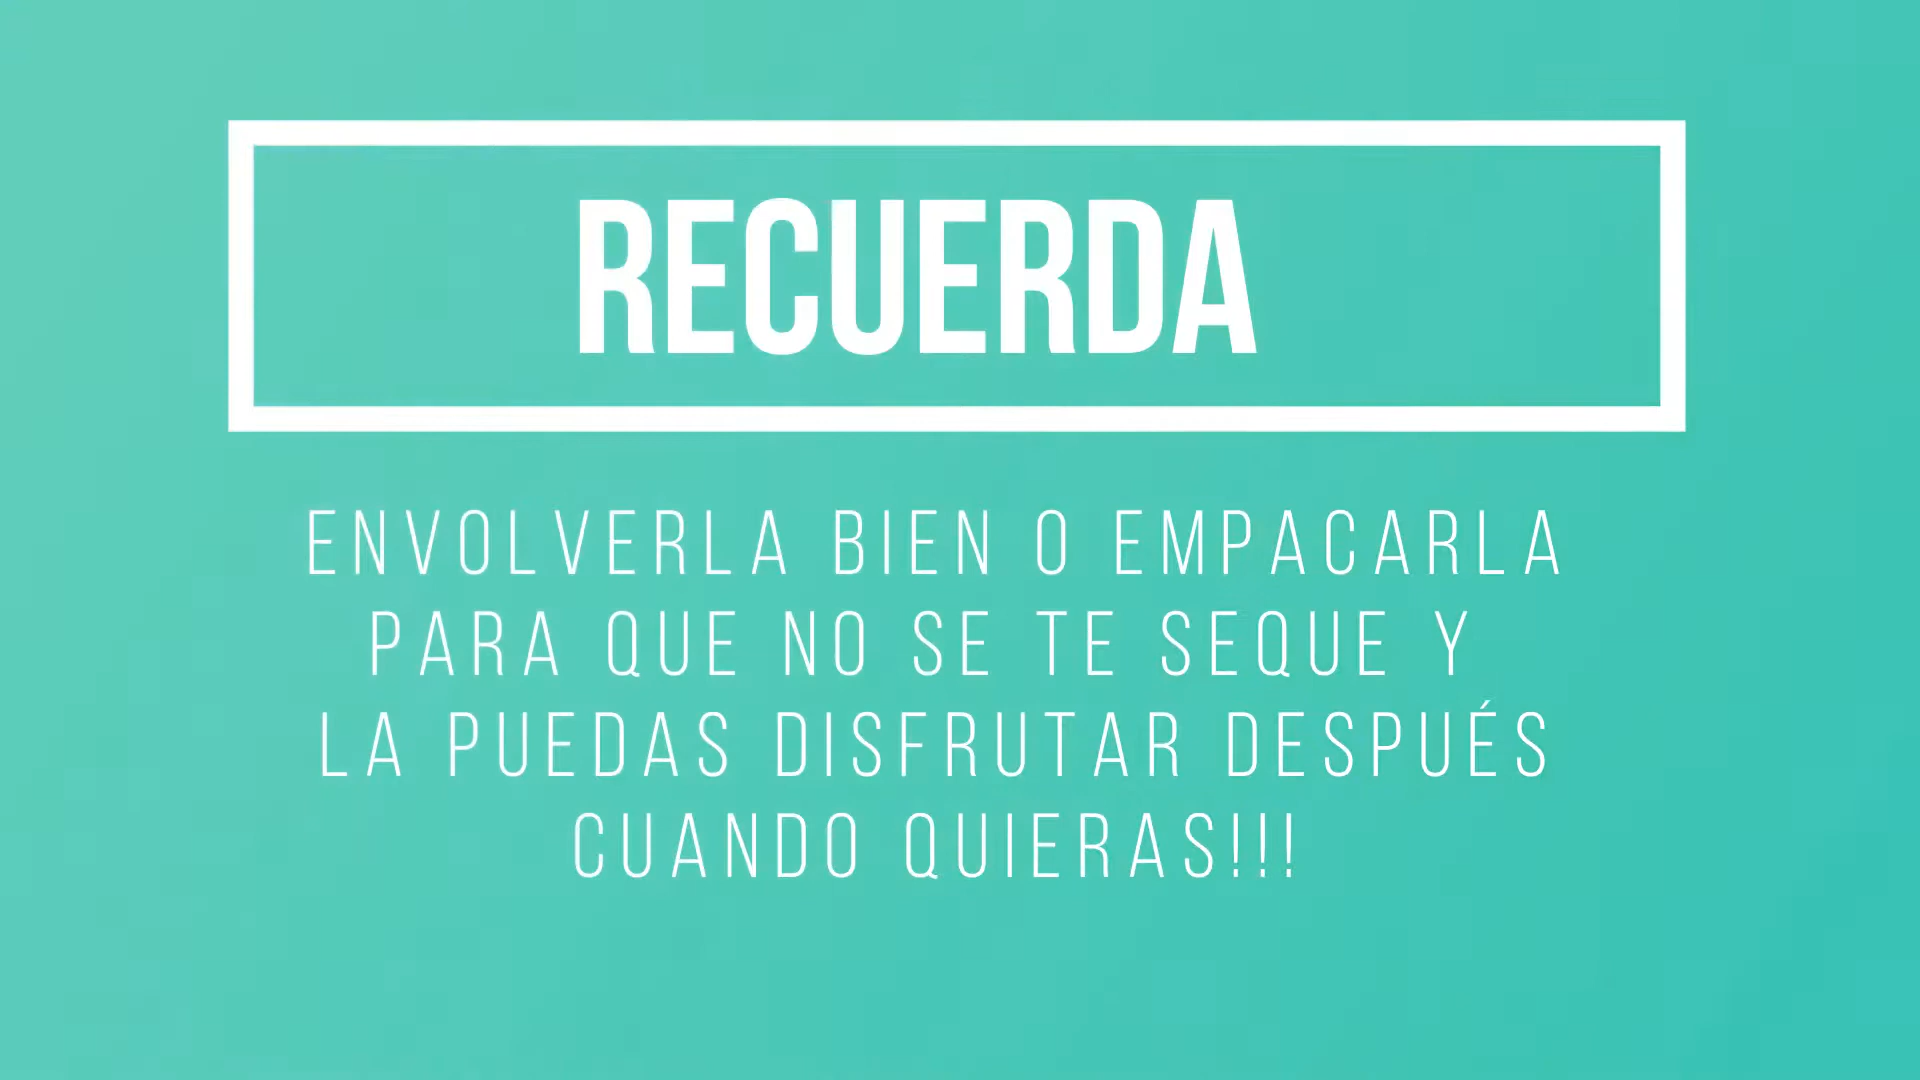 RECUERDA
ENVOLVERLA BIEN O EMPACARLA
PARA QUE NO SE TE SEQUE Y
LA PUEDAS DISFRUTAR DESPUÉS
CUANDO QUIERAS!!!